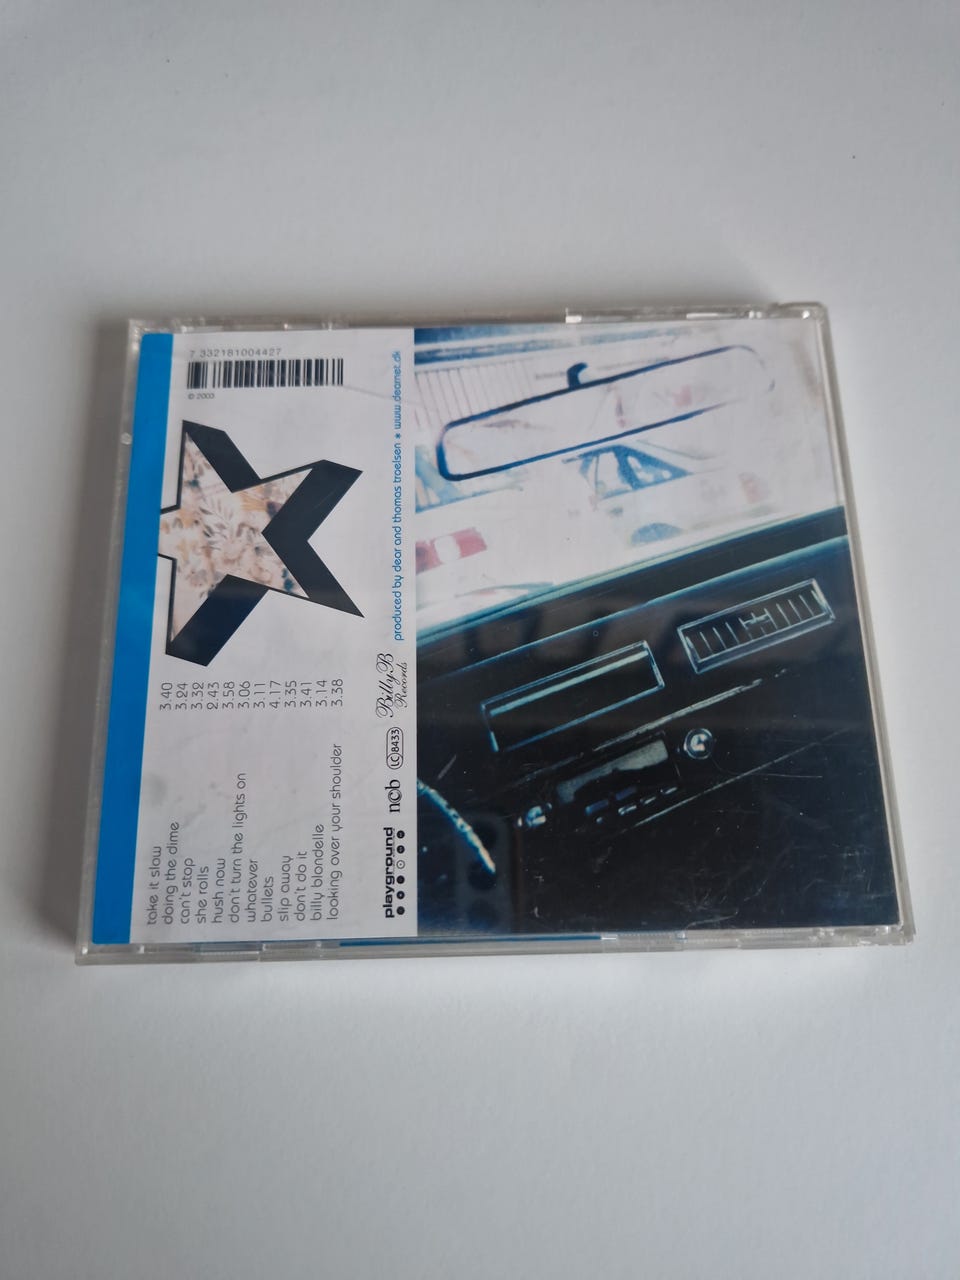 take it slow 3.40
doing the dime 3.24
can't stop 3.32
she rolls 2.43
hush now 3.58
don't turn the lights on 3.06
whatever 3.11
bullets 4.17
slip away 3.35
don't do it 3.41
billy blondelle 3.14
looking over your shoulder 3.38
7 332181004427
© 2003
playground
ncb
LC 8433
Billy B
Records
produced by dear and thomas troelsen * www.dearnet.dk